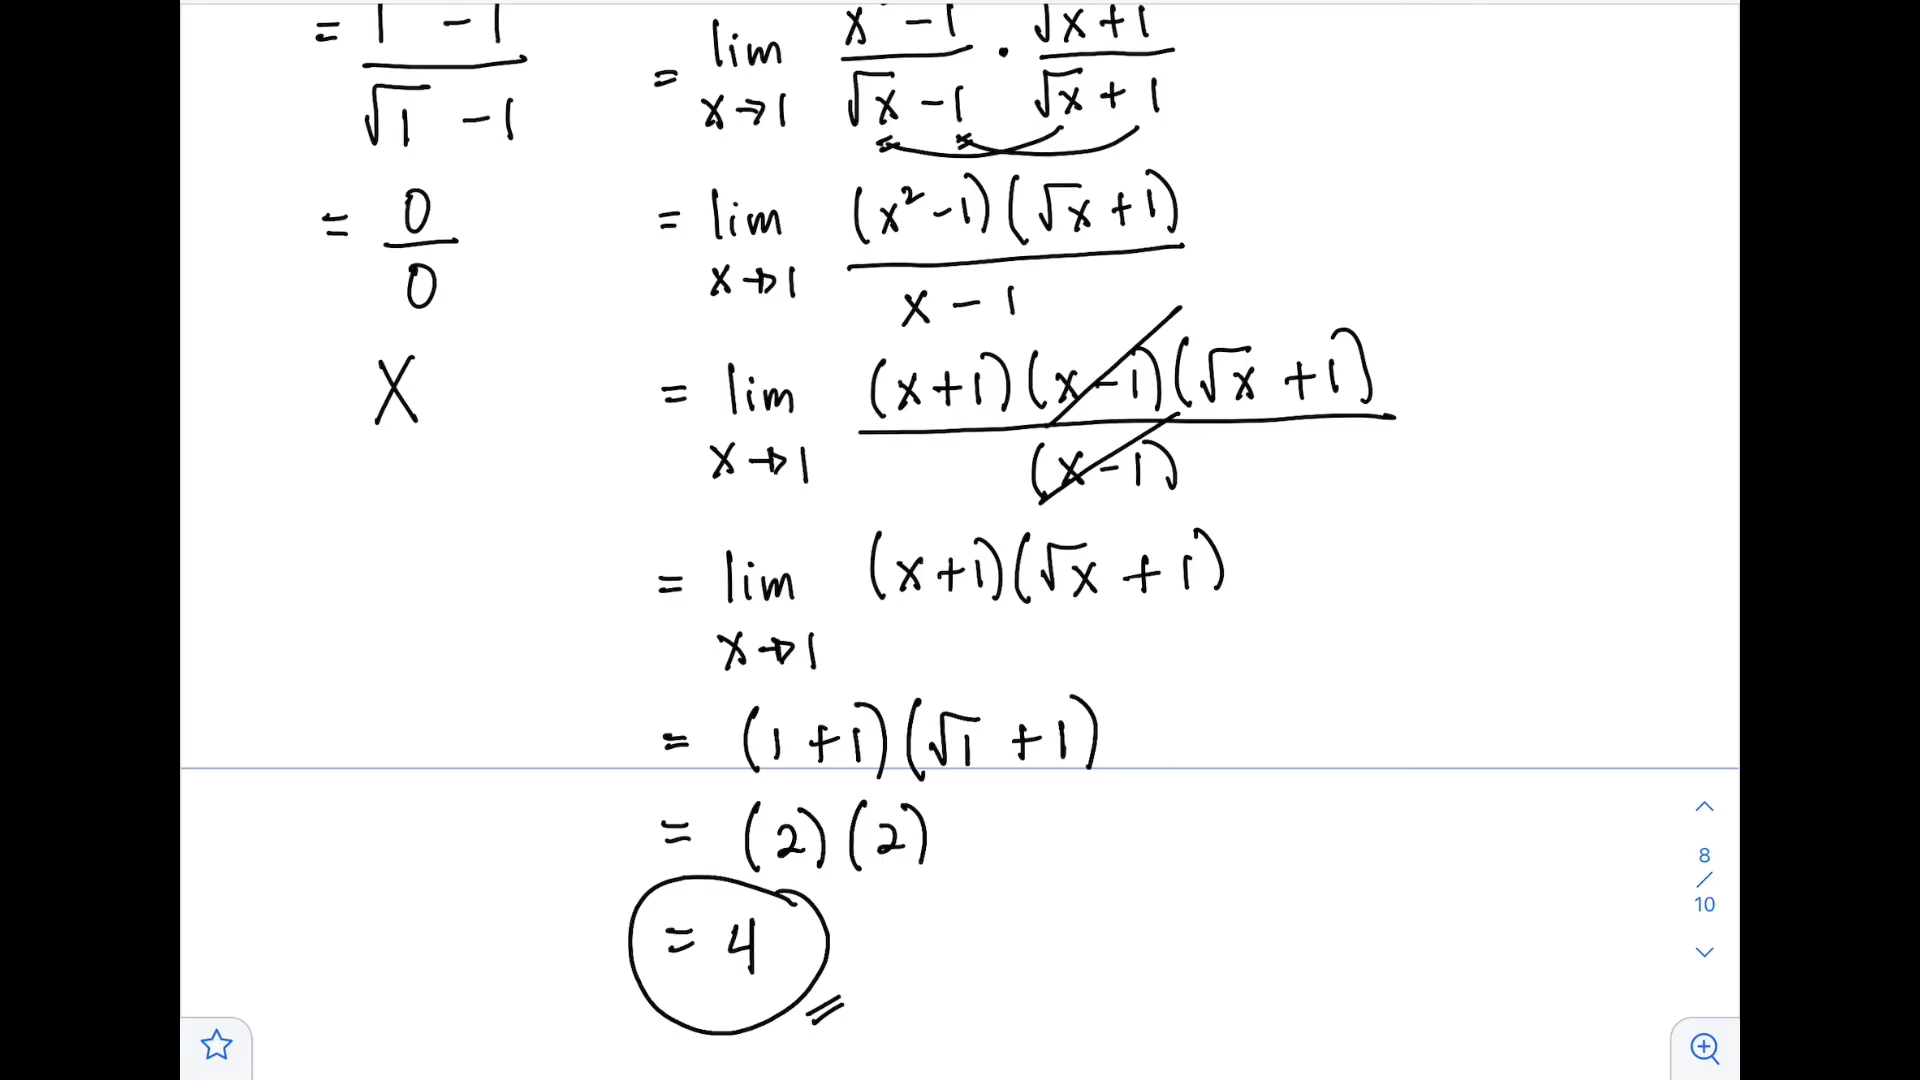 = (1 - 1)/(√1 - 1)
= 0/0
X
= lim x→1 (x² - 1)/(√x - 1) · (√x + 1)/(√x + 1)
= lim x→1 (x² - 1)(√x + 1)/(x - 1)
= lim x→1 (x + 1)(x - 1)(√x + 1)/(x - 1)
= lim x→1 (x + 1)(√x + 1)
= (1 + 1)(√1 + 1)
= (2)(2)
= 4
8
/
10